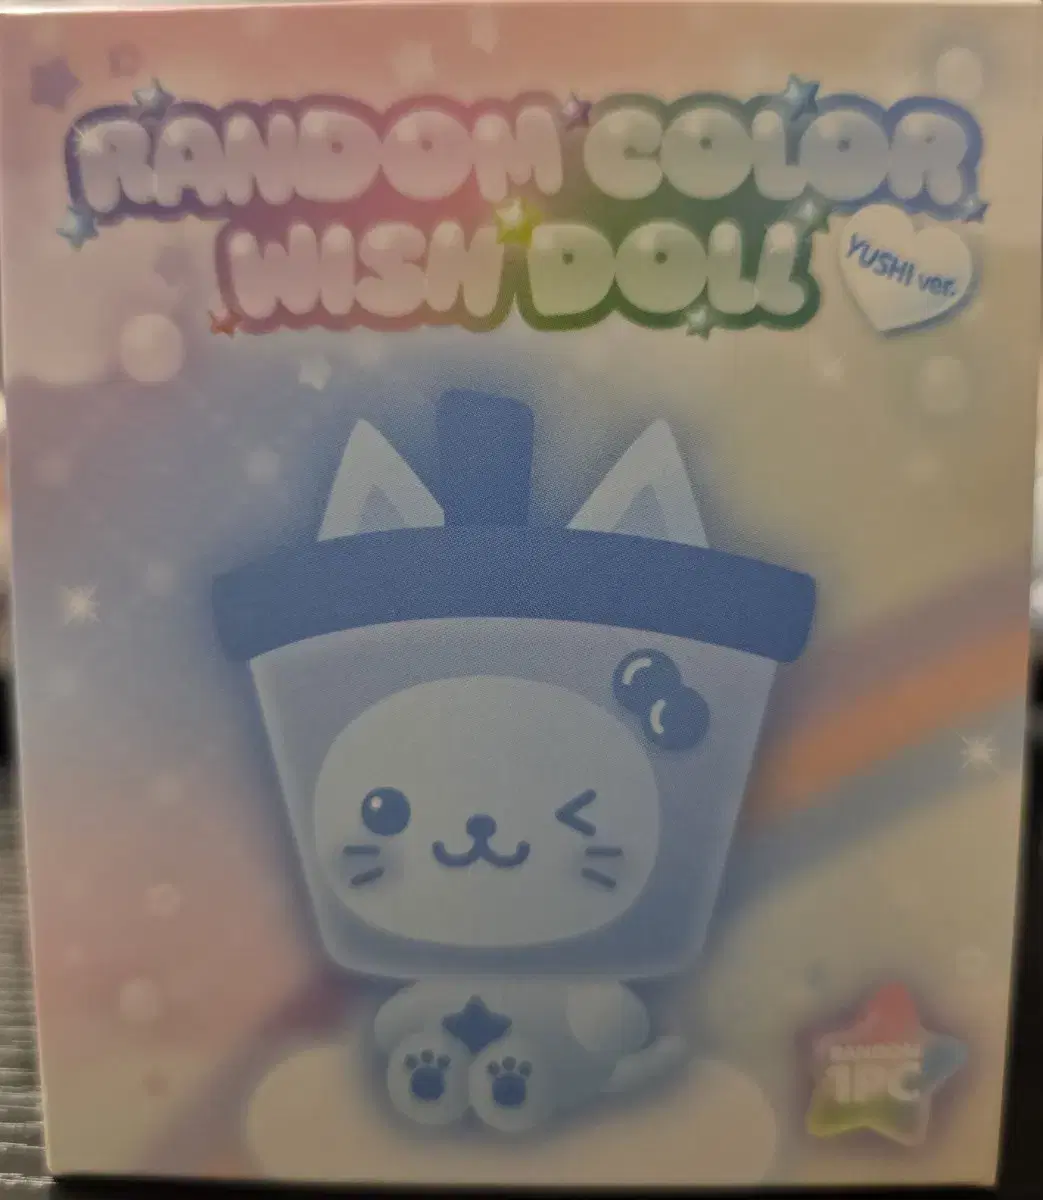 RANDOM COLOR
WISH DOLL
YUSHI ver.
RANDOM
1PC